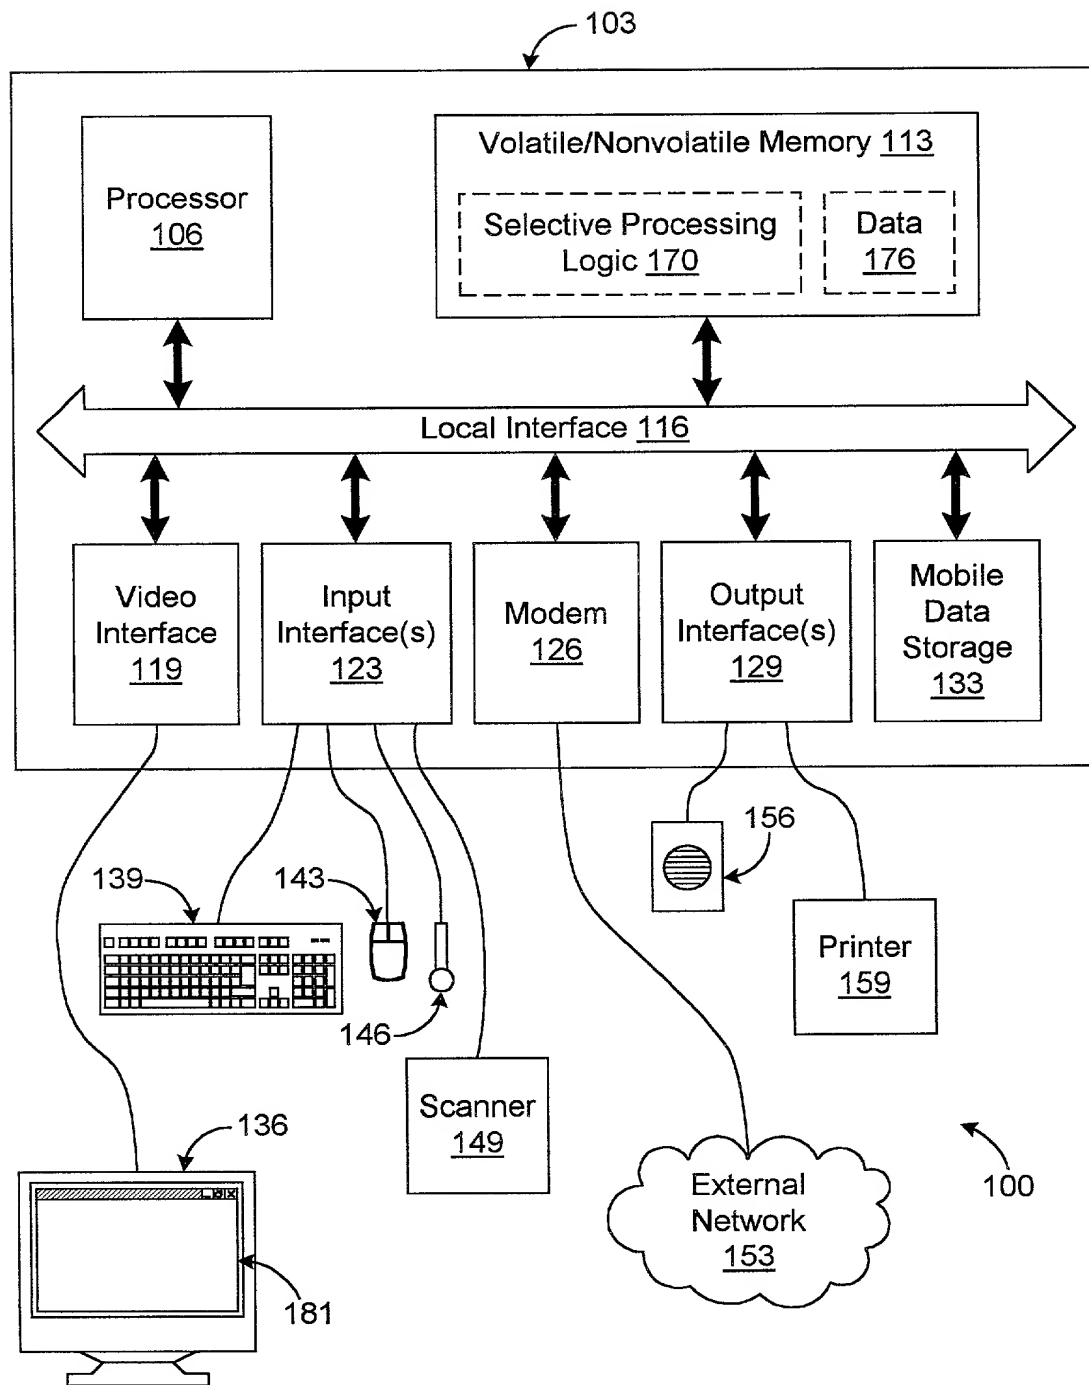 103
Processor
106
Volatile/Nonvolatile Memory 113
Selective Processing
Logic 170
Data
176
Local Interface 116
Video
Interface
119
Input
Interface(s)
123
Modem
126
Output
Interface(s)
129
Mobile
Data
Storage
133
139
143
146
156
Printer
159
Scanner
149
136
181
External
Network
153
100